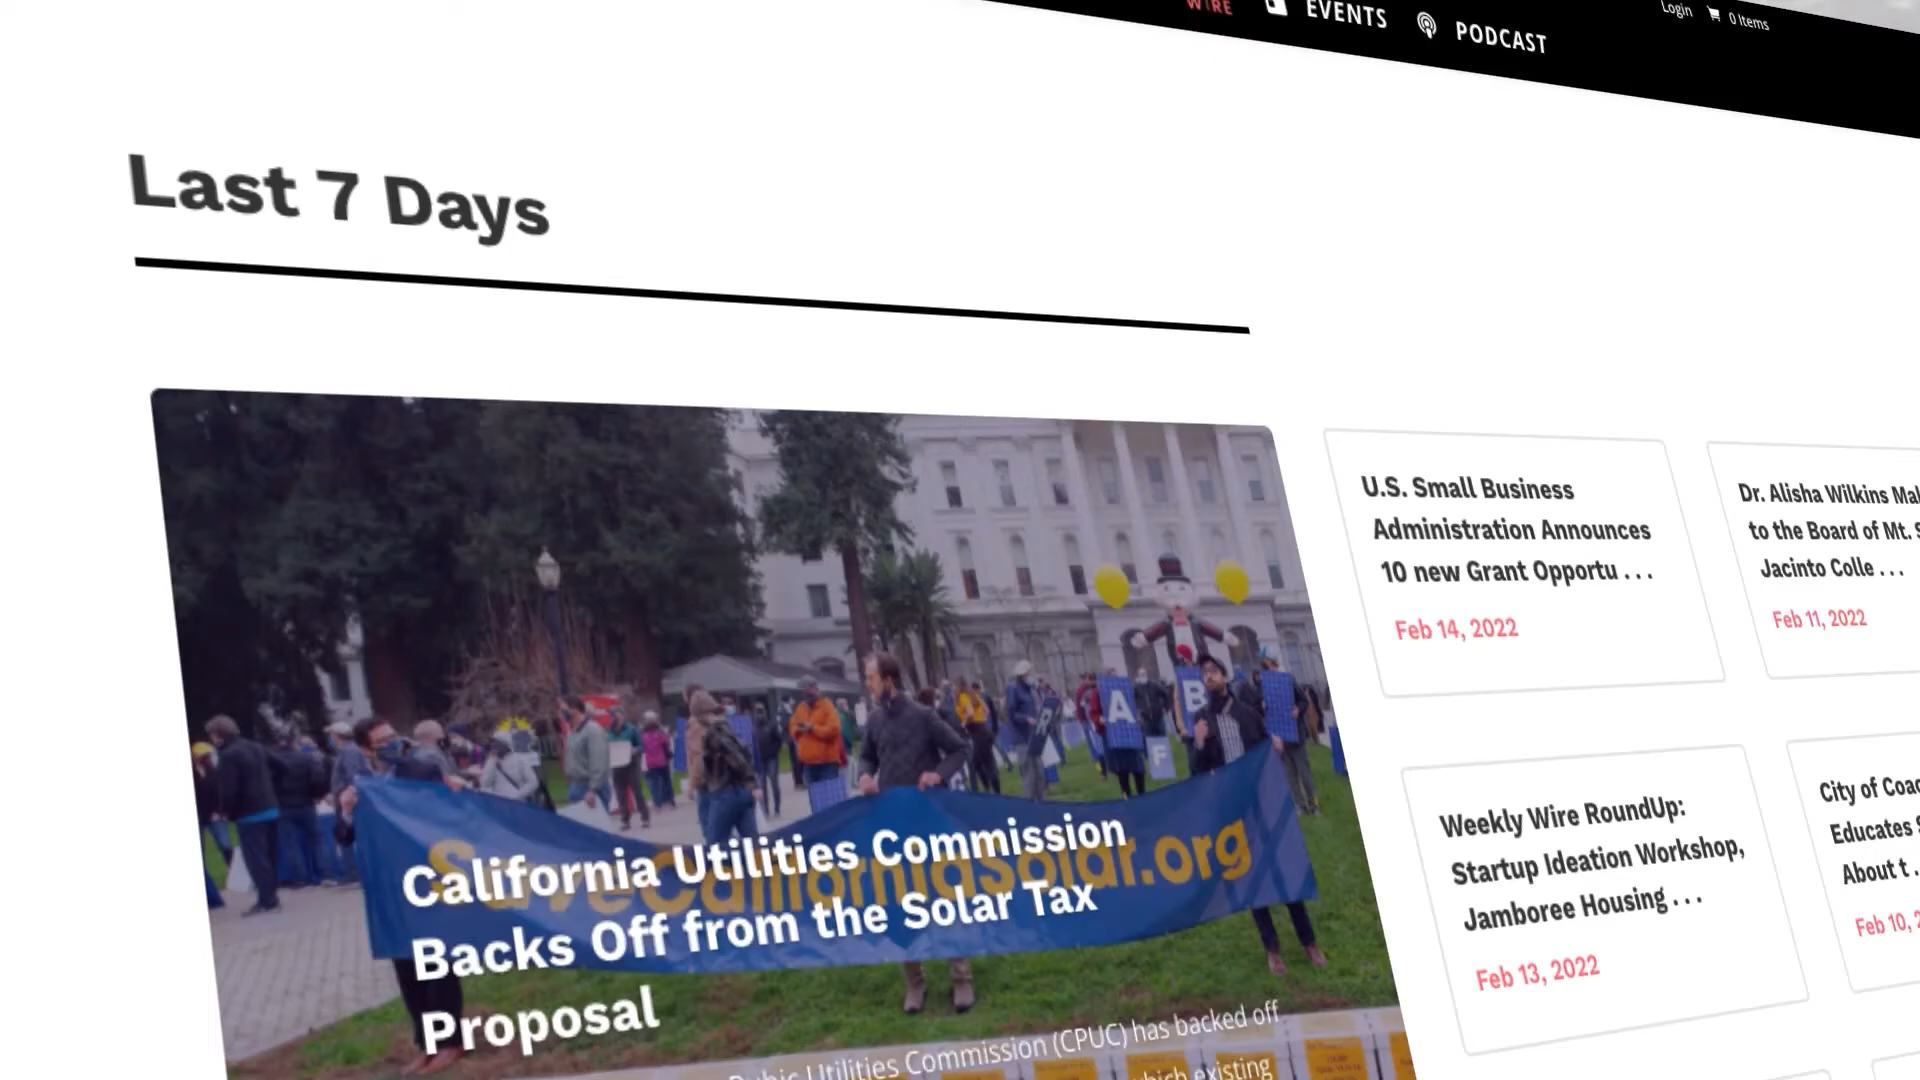 WIRE
EVENTS
PODCAST
Login
0 Items
Last 7 Days
SaveCaliforniaSolar.org
A
B
F
California Utilities Commission
Backs Off from the Solar Tax
Proposal
Utilities Commission (CPUC) has backed off
existing
U.S. Small Business
Administration Announces
10 new Grant Opportu . . .
Feb 14, 2022
Dr. Alisha Wilkins
to the Board of Mt.
Jacinto Colle . . .
Feb 11, 2022
Weekly Wire RoundUp:
Startup Ideation Workshop,
Jamboree Housing . . .
Feb 13, 2022
City of
Educates
About t .
Feb 10,